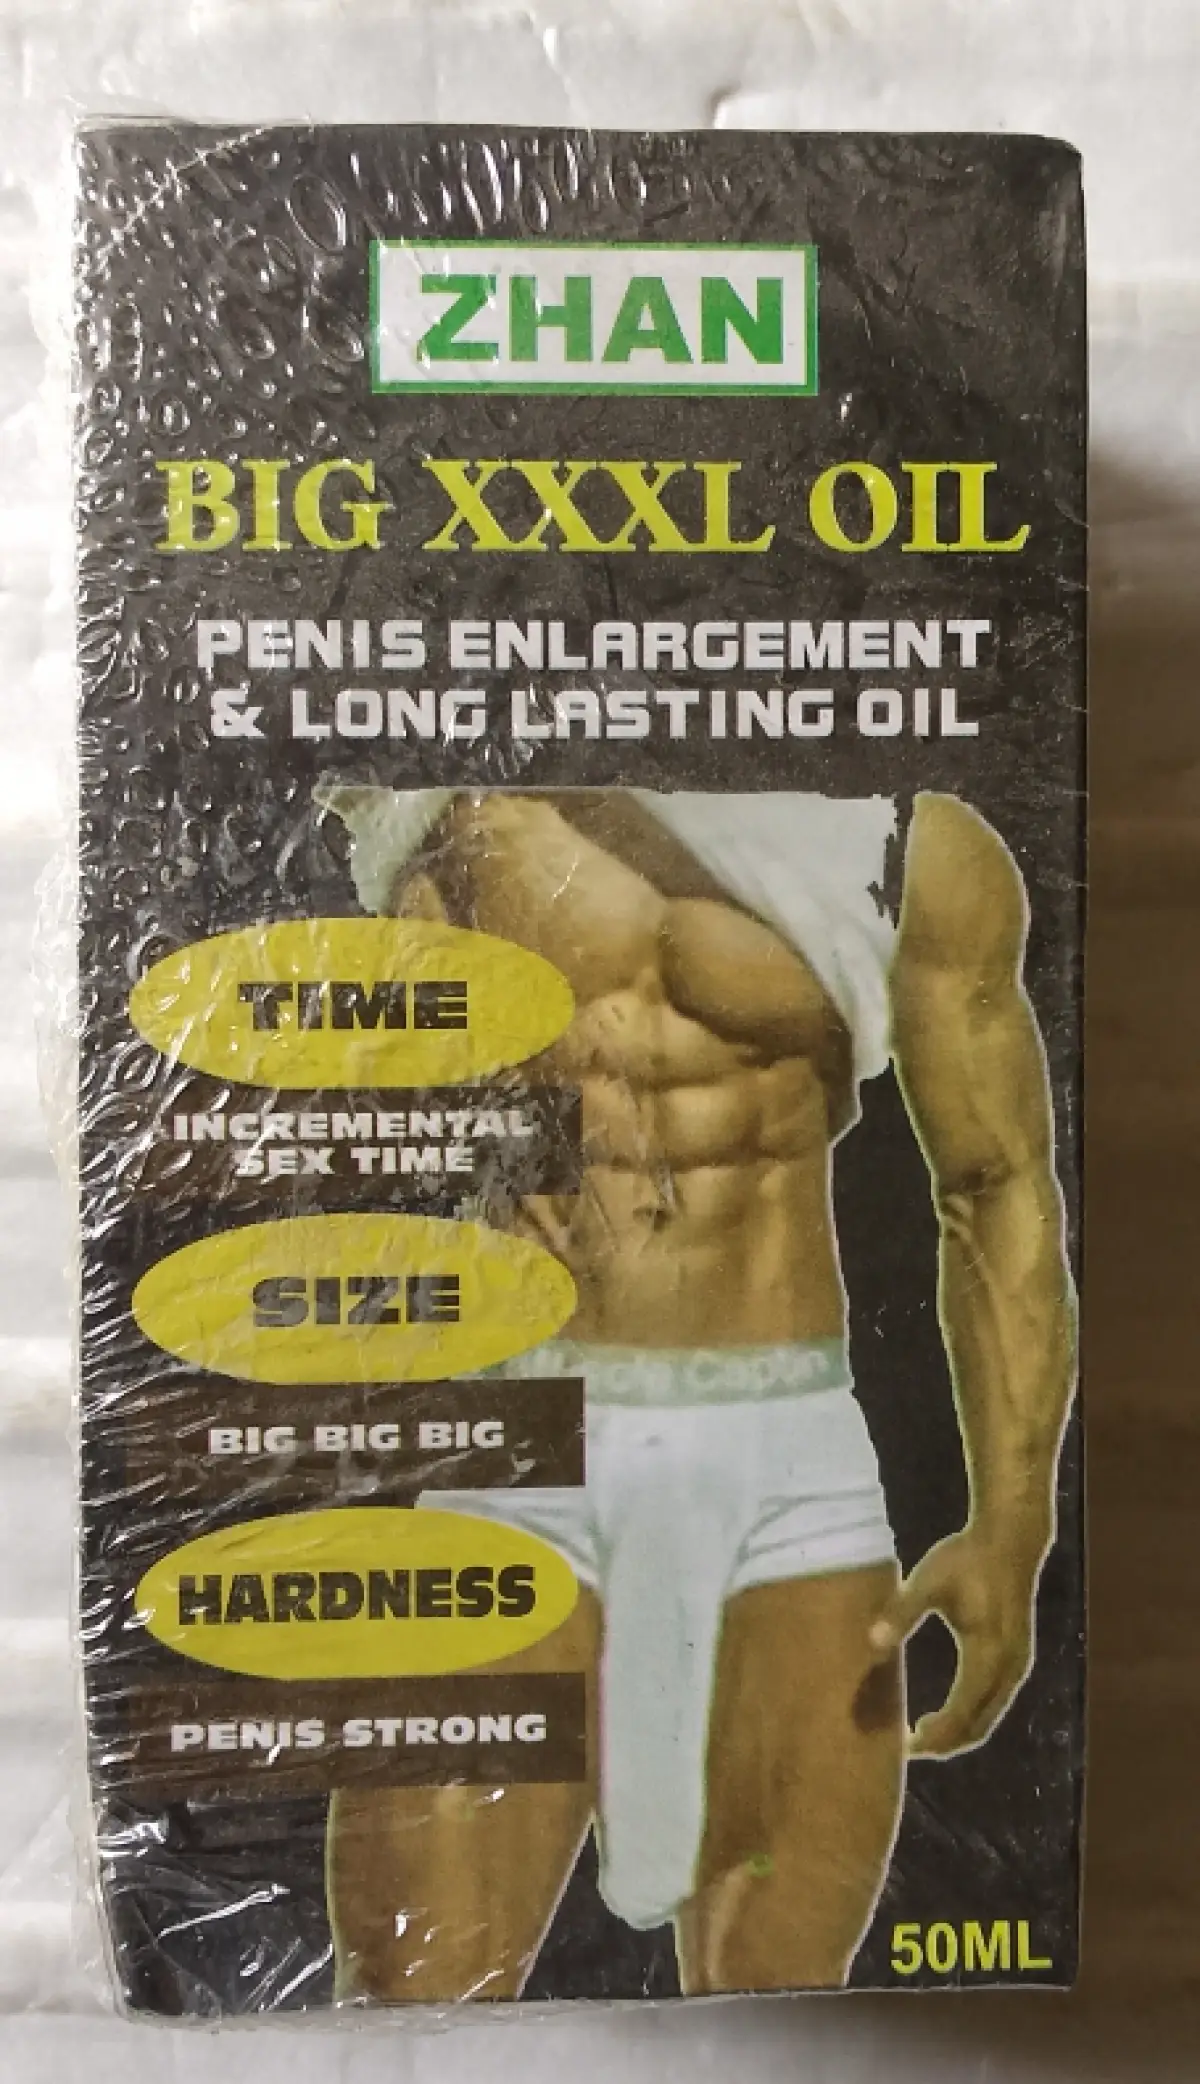 ZHAN
BIG XXXL OIL
PENIS ENLARGEMENT
& LONG LASTING OIL
TIME
INCREMENTAL
SEX TIME
SIZE
BIG BIG BIG
HARDNESS
PENIS STRONG
50ML